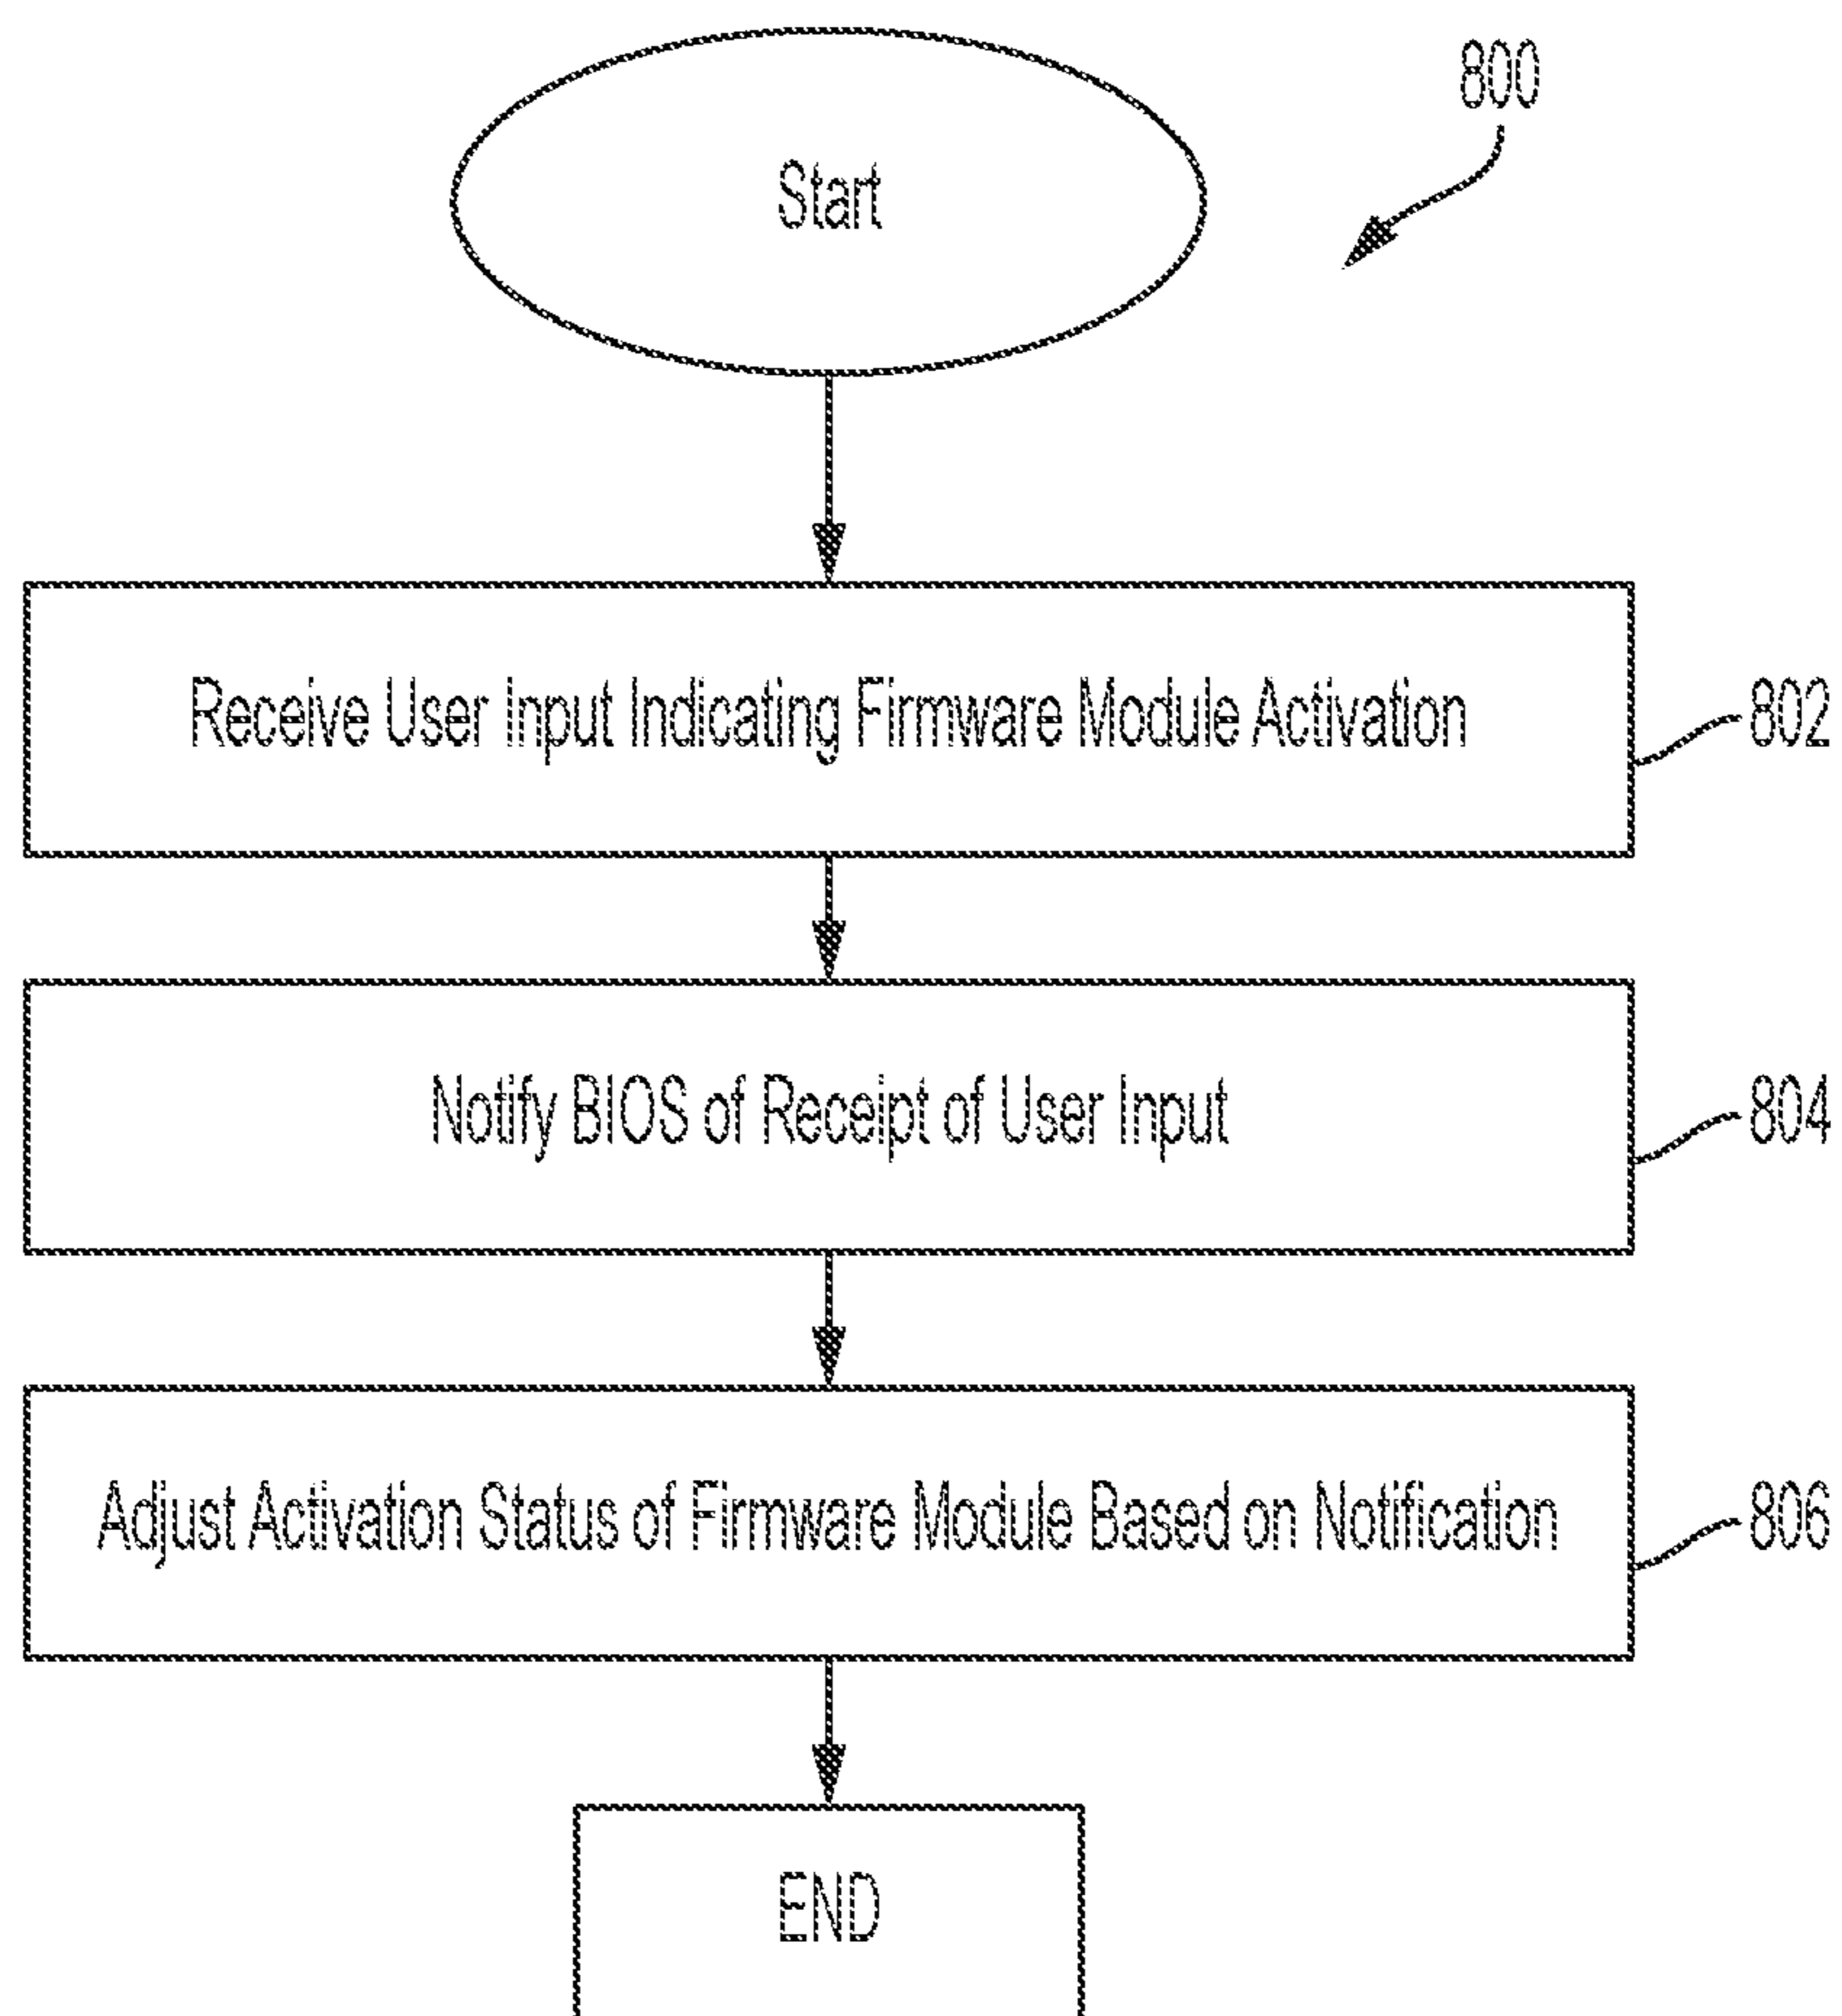 800
Start
Receive User Input Indicating Firmware Module Activation
802
Notify BIOS of Receipt of User Input
804
Adjust Activation Status of Firmware Module Based on Notification
806
END